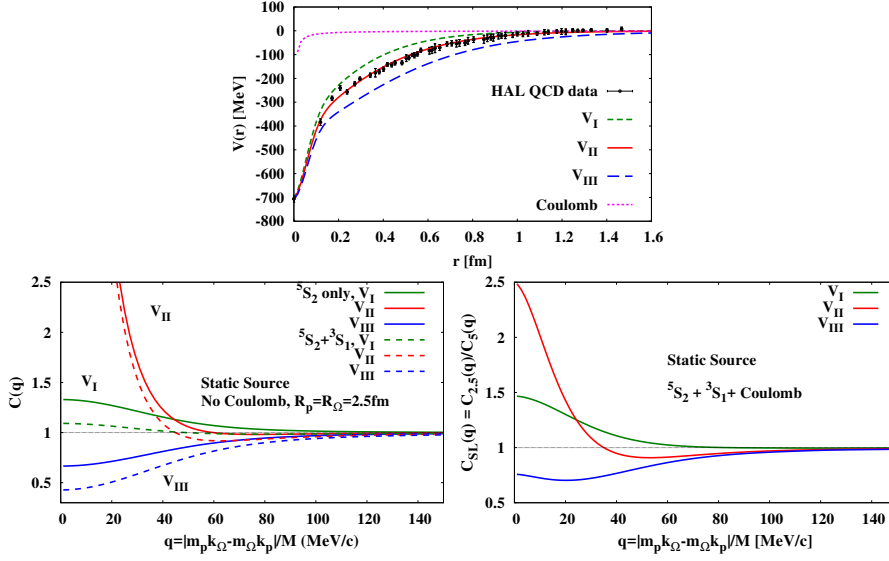 100
0
-100
-200
-300
-400
-500
-600
-700
-800
V(r) [MeV]
HAL QCD data
V_I
V_II
V_III
Coulomb
0
0.2
0.4
0.6
0.8
1
1.2
1.4
1.6
r [fm]
2.5
2
1.5
1
0.5
C(q)
V_II
V_I
V_III
^5S_2 only, V_I
V_II
V_III
^5S_2+^3S_1, V_I
V_II
V_III
Static Source
No Coulomb, R_p=R_Ω=2.5fm
0
20
40
60
80
100
120
140
q=|m_pk_Ω-m_Ωk_p|/M (MeV/c)
2.5
2
1.5
1
0.5
C_SL(q) = C_2.5(q)/C_5(q)
V_I
V_II
V_III
Static Source
^5S_2 + ^3S_1+ Coulomb
0
20
40
60
80
100
120
140
q=|m_pk_Ω-m_Ωk_p|/M [MeV/c]